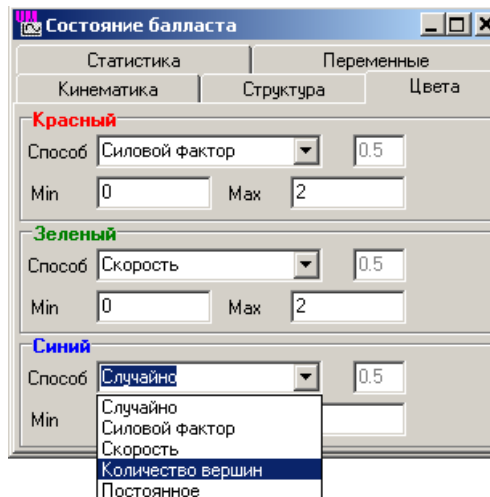 Состояние балласта
Статистика Переменные
Кинематика Структура Цвета
Красный
Способ Силовой фактор 0.5
Min 0 Max 2
Зеленый
Способ Скорость 0.5
Min 0 Max 2
Синий
Способ Случайно 0.5
Min
Случайно
Силовой фактор
Скорость
Количество вершин
Постоянное